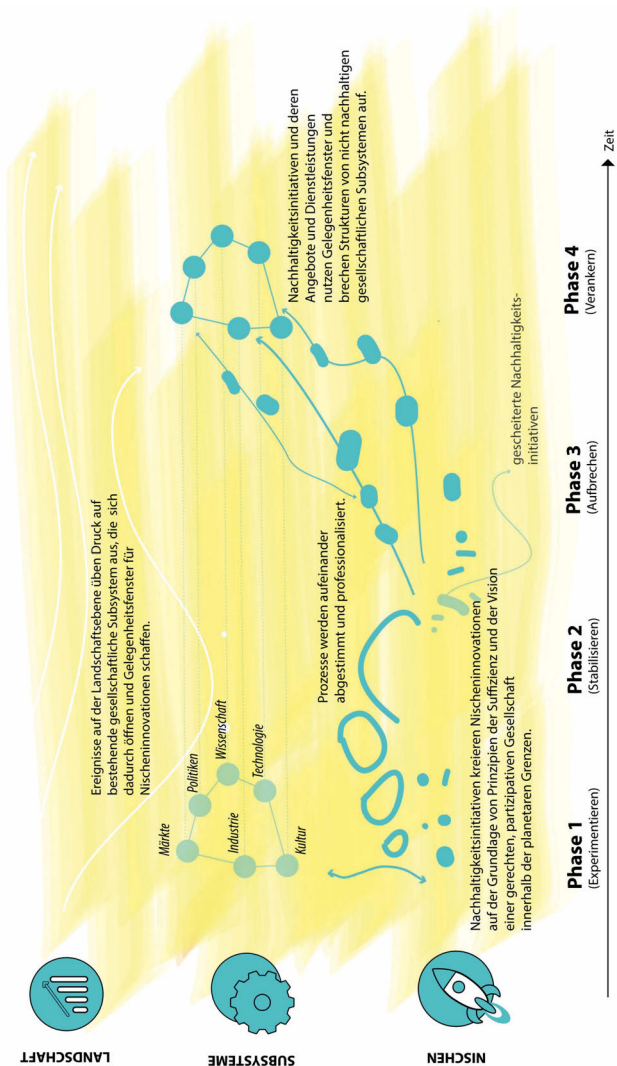 LANDSCHAFT
Ereignisse auf der Landschaftsebene üben Druck auf
bestehende gesellschaftliche Subsystem aus, die sich
dadurch öffnen und Gelegenheitsfenster für
Nischeninnovationen schaffen.
SUBSYSTEME
Märkte
Politiken
Wissenschaft
Industrie
Technologie
Kultur
Nachhaltigkeitsinitiativen und deren
Angebote und Dienstleistungen
nutzen Gelegenheitsfenster und
brechen Strukturen von nicht nachhaltigen
gesellschaftlichen Subsystemen auf.
Prozesse werden aufeinander
abgestimmt und professionalisiert.
NISCHEN
Nachhaltigkeitsinitiativen kreieren Nischeninnovationen
auf der Grundlage von Prinzipien der Suffizienz und der Vision
einer gerechten, partizipativen Gesellschaft
innerhalb der planetaren Grenzen.
gescheiterte Nachhaltigkeits-
initiativen
Phase 1
(Experimentieren)
Phase 2
(Stabilisieren)
Phase 3
(Aufbrechen)
Phase 4
(Verankern)
Zeit